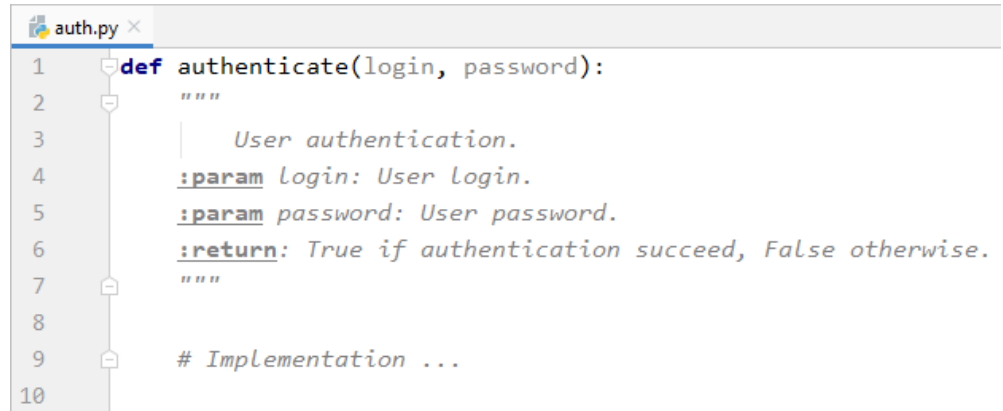 auth.py
1 def authenticate(login, password):
2 """
3 User authentication.
4 :param login: User login.
5 :param password: User password.
6 :return: True if authentication succeed, False otherwise.
7 """
8
9 # Implementation ...
10